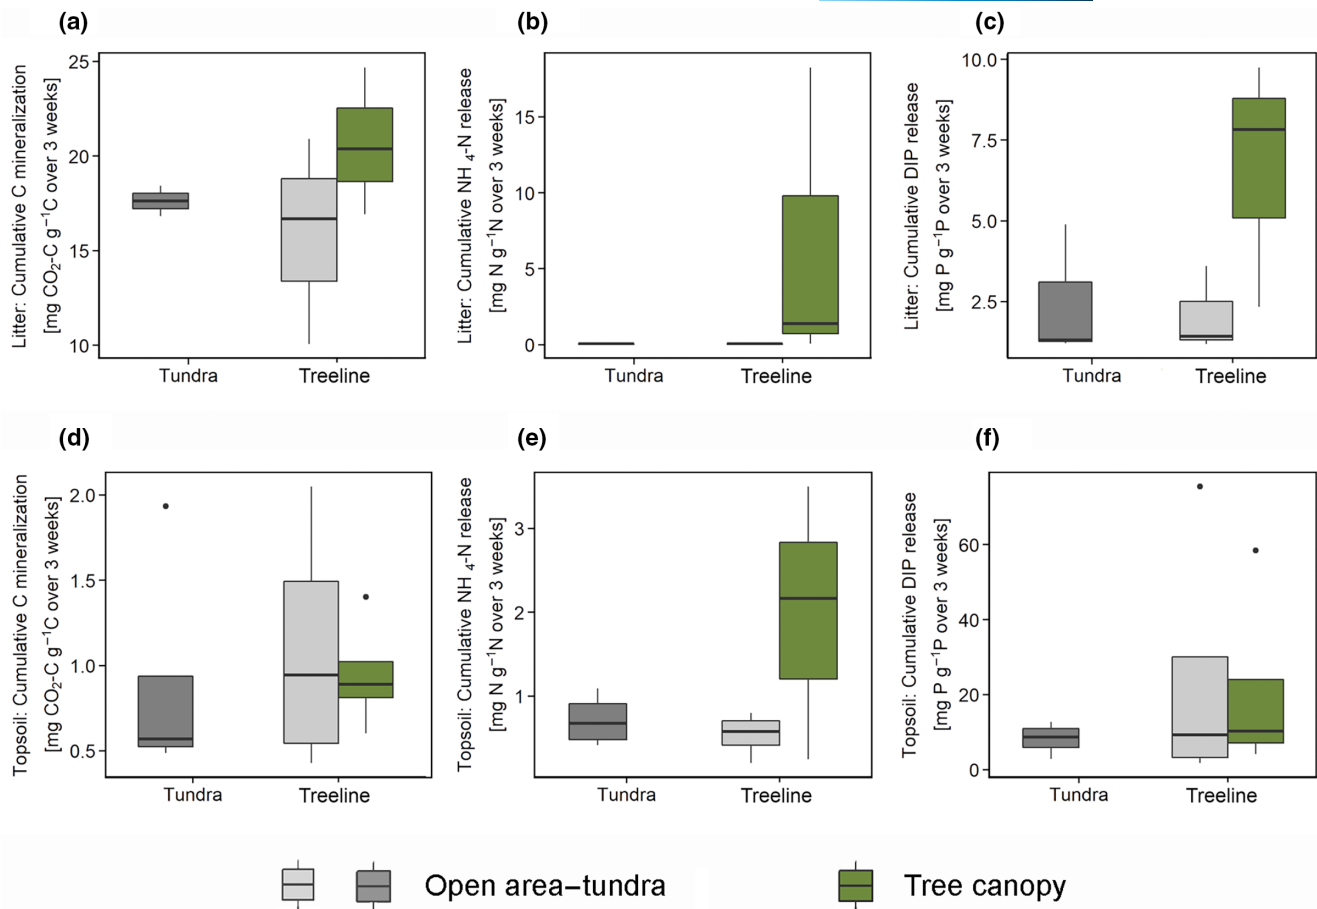 (a)
Litter: Cumulative C mineralization
[mg CO₂-C g⁻¹C over 3 weeks]
25
20
15
10
Tundra
Treeline
(b)
Litter: Cumulative NH ₄-N release
[mg N g⁻¹N over 3 weeks]
15
10
5
0
Tundra
Treeline
(c)
Litter: Cumulative DIP release
[mg P g⁻¹P over 3 weeks]
10.0
7.5
5.0
2.5
Tundra
Treeline
(d)
Topsoil: Cumulative C mineralization
[mg CO₂-C g⁻¹C over 3 weeks]
2.0
1.5
1.0
0.5
Tundra
Treeline
(e)
Topsoil: Cumulative NH ₄-N release
[mg N g⁻¹N over 3 weeks]
3
2
1
Tundra
Treeline
(f)
Topsoil: Cumulative DIP release
[mg P g⁻¹P over 3 weeks]
60
40
20
0
Tundra
Treeline
Open area–tundra
Tree canopy